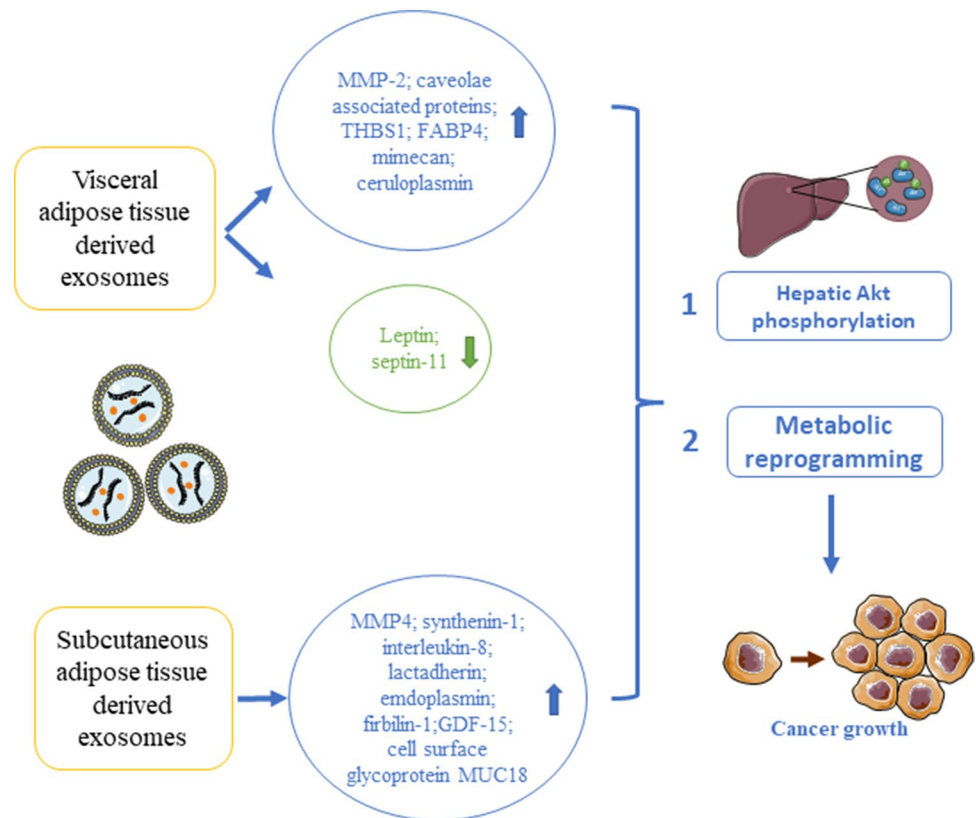 MMP-2; caveolae
associated proteins;
THBS1; FABP4;
mimecan;
ceruloplasmin
Visceral
adipose tissue
derived
exosomes
Leptin;
septin-11
Subcutaneous
adipose tissue
derived
exosomes
MMP4; synthenin-1;
interleukin-8;
lactadherin;
emdoplasmin;
firbilin-1;GDF-15;
cell surface
glycoprotein MUC18
1
Hepatic Akt
phosphorylation
2
Metabolic
reprogramming
Cancer growth